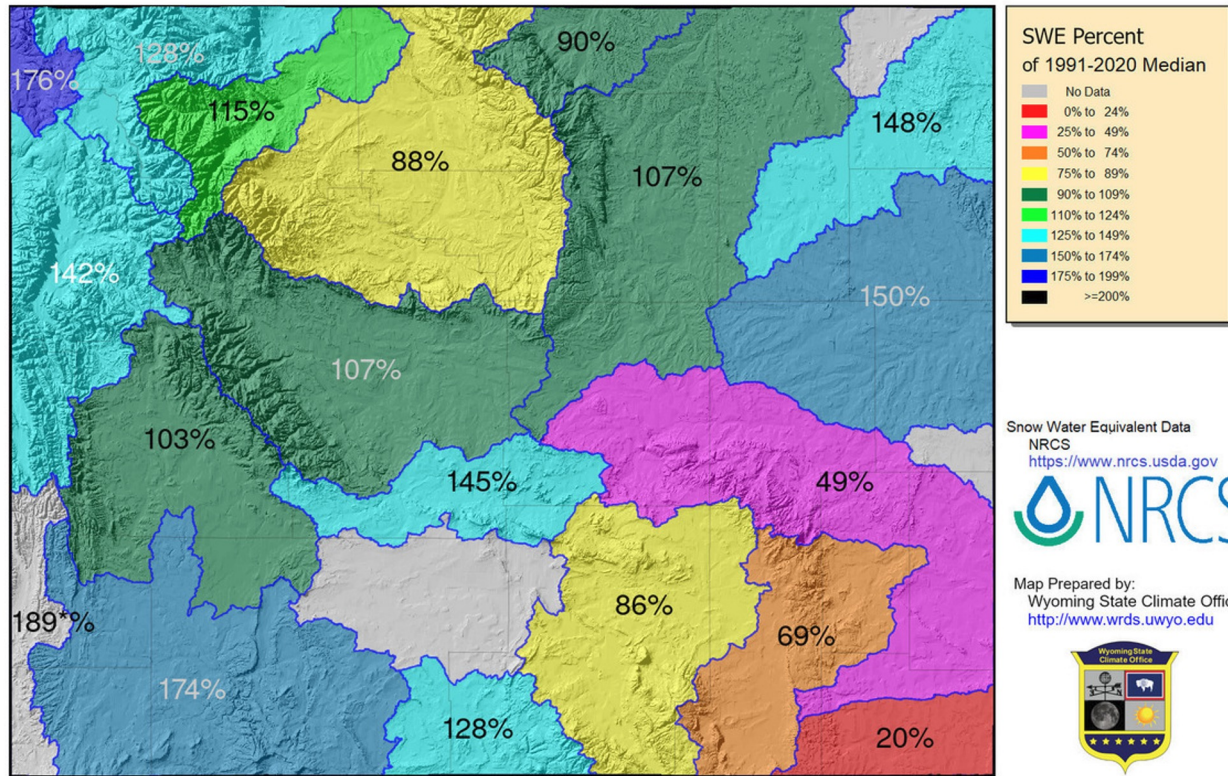 128%
90%
176%
115%
148%
88%
107%
142%
150%
107%
103%
145%
49%
86%
189*%
69%
174%
128%
20%
SWE Percent
of 1991-2020 Median
No Data
0% to 24%
25% to 49%
50% to 74%
75% to 89%
90% to 109%
110% to 124%
125% to 149%
150% to 174%
175% to 199%
>=200%
Snow Water Equivalent Data
NRCS
https://www.nrcs.usda.gov
NRCS
Map Prepared by:
Wyoming State Climate Offic
http://www.wrds.uwyo.edu
Wyoming State
Climate Office